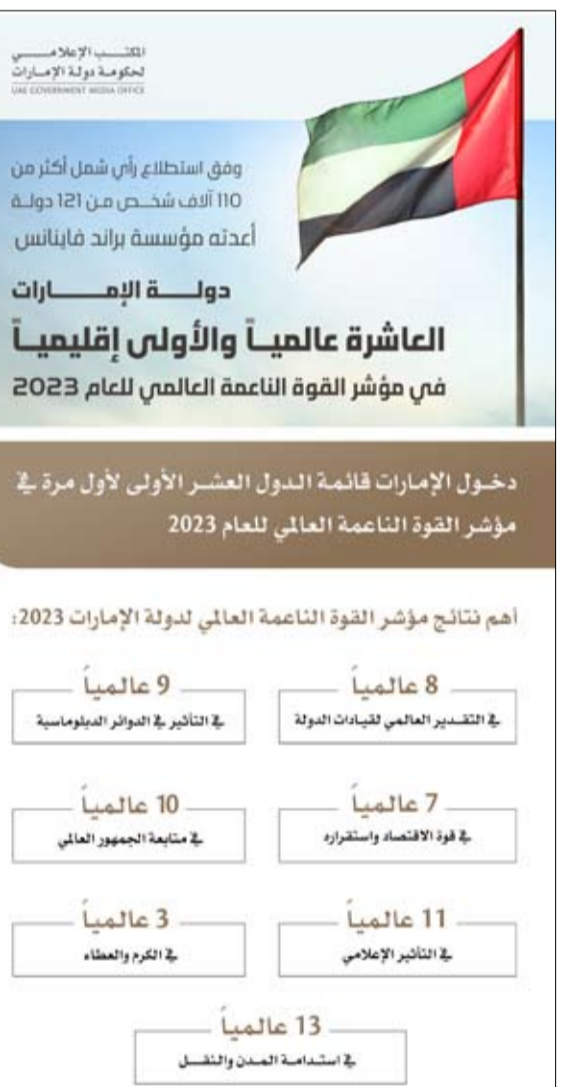 المكتب الإعلامي
لحكومة دولة الإمارات
UAE GOVERNMENT MEDIA OFFICE
وفق استطلاع رأي شمل أكثر من
110 آلاف شخص من 121 دولة
أعدته مؤسسة براند فاينانس
دولة الإمارات
العاشرة عالمياً والأولى إقليمياً
في مؤشر القوة الناعمة العالمي للعام 2023
دخول الإمارات قائمة الدول العشر الأولى لأول مرة في
مؤشر القوة الناعمة العالمي للعام 2023
أهم نتائج مؤشر القوة الناعمة العالمي لدولة الإمارات 2023:
8 عالمياً
في التقدير العالمي لقيادات الدولة
9 عالمياً
في التأثير في الدوائر الدبلوماسية
7 عالمياً
في قوة الاقتصاد واستقراره
10 عالمياً
في متابعة الجمهور العالمي
11 عالمياً
في التأثير الإعلامي
3 عالمياً
في الكرم والعطاء
13 عالمياً
في استدامة المدن والنقل